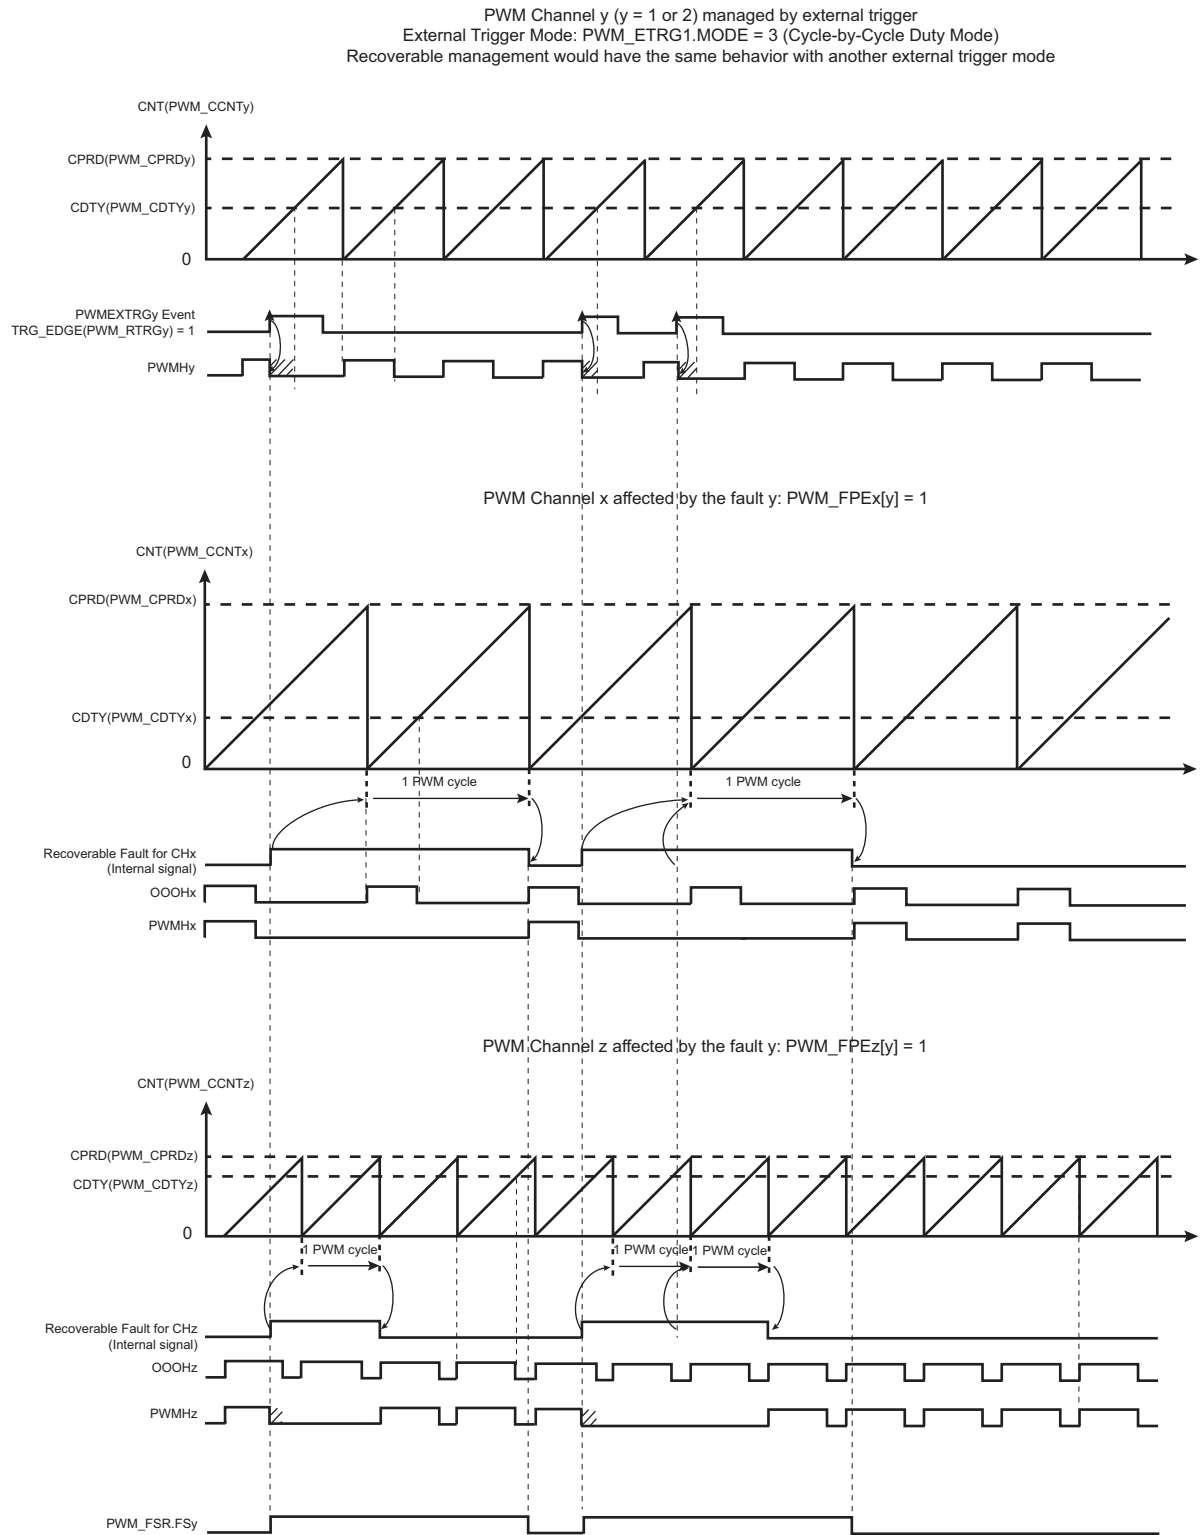 PWM Channel y (y = 1 or 2) managed by external trigger
External Trigger Mode: PWM_ETRG1.MODE = 3 (Cycle-by-Cycle Duty Mode)
Recoverable management would have the same behavior with another external trigger mode
CNT(PWM_CCNTy)
CPRD(PWM_CPRDy)
CDTY(PWM_CDTYy)
0
PWMEXTRGy Event
TRG_EDGE(PWM_RTRGy) = 1
PWMHy
PWM Channel x affected by the fault y: PWM_FPEx[y] = 1
CNT(PWM_CCNTx)
CPRD(PWM_CPRDx)
CDTY(PWM_CDTYx)
0
1 PWM cycle
1 PWM cycle
Recoverable Fault for CHx
(Internal signal)
OOOHx
PWMHx
PWM Channel z affected by the fault y: PWM_FPEz[y] = 1
CNT(PWM_CCNTz)
CPRD(PWM_CPRDz)
CDTY(PWM_CDTYz)
0
1 PWM cycle
1 PWM cycle
1 PWM cycle
Recoverable Fault for CHz
(Internal signal)
OOOHz
PWMHz
PWM_FSR.FSy